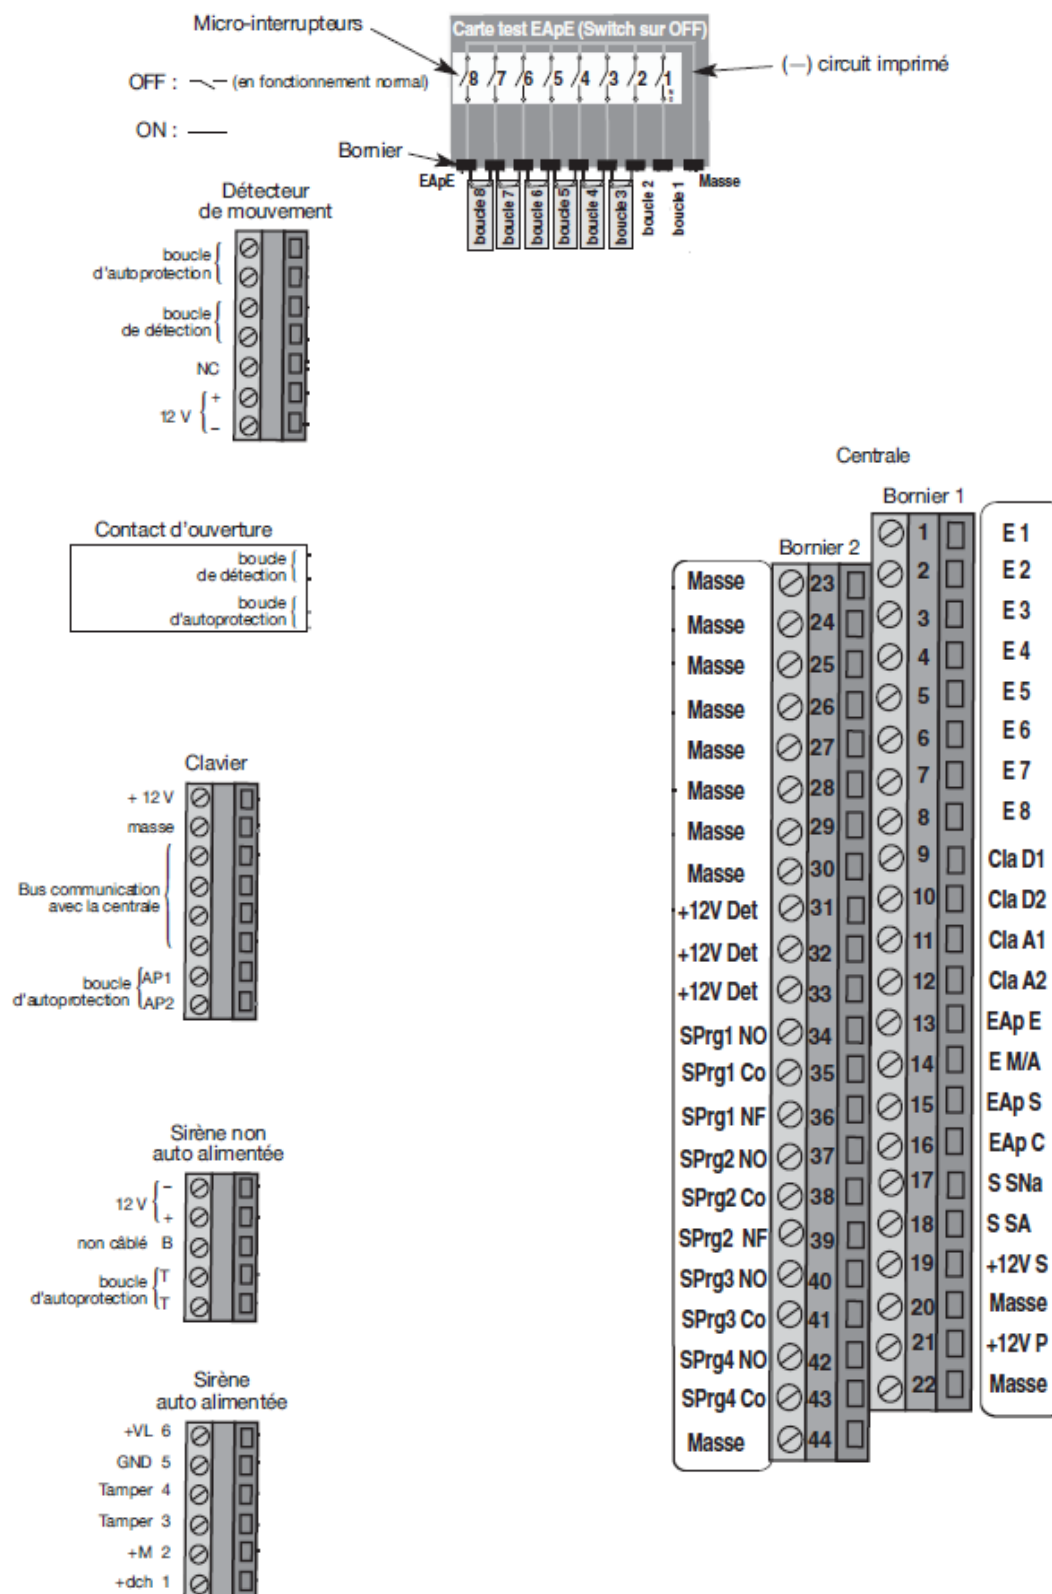 Micro-interrupteurs
Carte test EApE (Switch sur OFF)
OFF : (en fonctionnement normal)
8 7 6 5 4 3 2 1
(−) circuit imprimé
ON :
Bornier
EApE
Masse
boucle 8
boucle 7
boucle 6
boucle 5
boucle 4
boucle 3
boucle 2
boucle 1
Détecteur
de mouvement
boucle
d'autoprotection
boucle
de détection
NC
12 V
+
−
Contact d'ouverture
boucle
de détection
boucle
d'autoprotection
Clavier
+ 12 V
masse
Bus communication
avec la centrale
boucle
d'autoprotection
AP1
AP2
Sirène non
auto alimentée
12 V
−
+
non câblé B
boucle
d'autoprotection
T
T
Sirène
auto alimentée
+VL 6
GND 5
Tamper 4
Tamper 3
+M 2
+dch 1
Centrale
Bornier 1
1 E 1
2 E 2
3 E 3
4 E 4
5 E 5
6 E 6
7 E 7
8 E 8
9 Cla D1
10 Cla D2
11 Cla A1
12 Cla A2
13 EAp E
14 E M/A
15 EAp S
16 EAp C
17 S SNa
18 S SA
19 +12V S
20 Masse
21 +12V P
22 Masse
Bornier 2
Masse 23
Masse 24
Masse 25
Masse 26
Masse 27
Masse 28
Masse 29
Masse 30
+12V Det 31
+12V Det 32
+12V Det 33
SPrg1 NO 34
SPrg1 Co 35
SPrg1 NF 36
SPrg2 NO 37
SPrg2 Co 38
SPrg2 NF 39
SPrg3 NO 40
SPrg3 Co 41
SPrg4 NO 42
SPrg4 Co 43
Masse 44